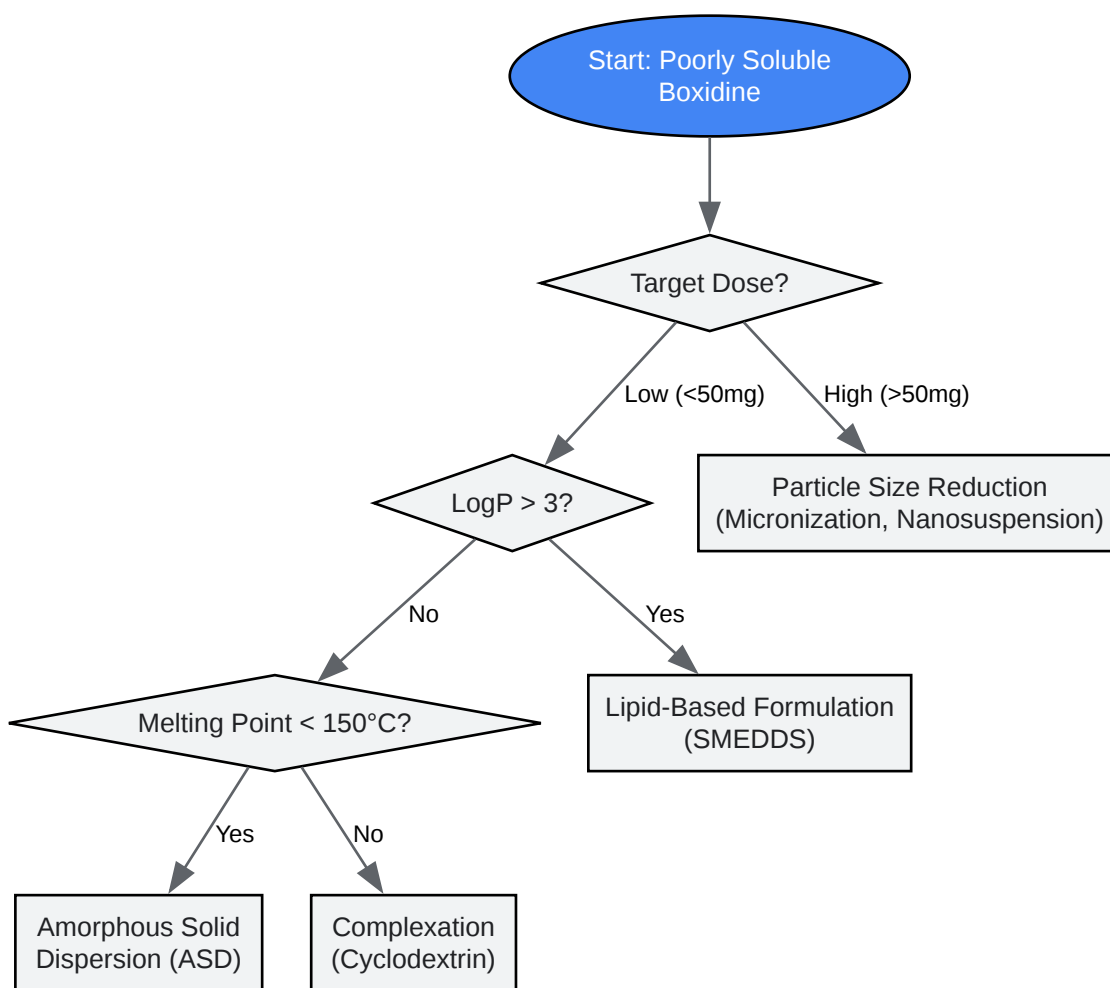 Start: Poorly Soluble
Boxidine
Target Dose?
Low (<50mg)
High (>50mg)
LogP > 3?
Particle Size Reduction
(Micronization, Nanosuspension)
No
Yes
Melting Point < 150°C?
Lipid-Based Formulation
(SMEDDS)
Yes
No
Amorphous Solid
Dispersion (ASD)
Complexation
(Cyclodextrin)